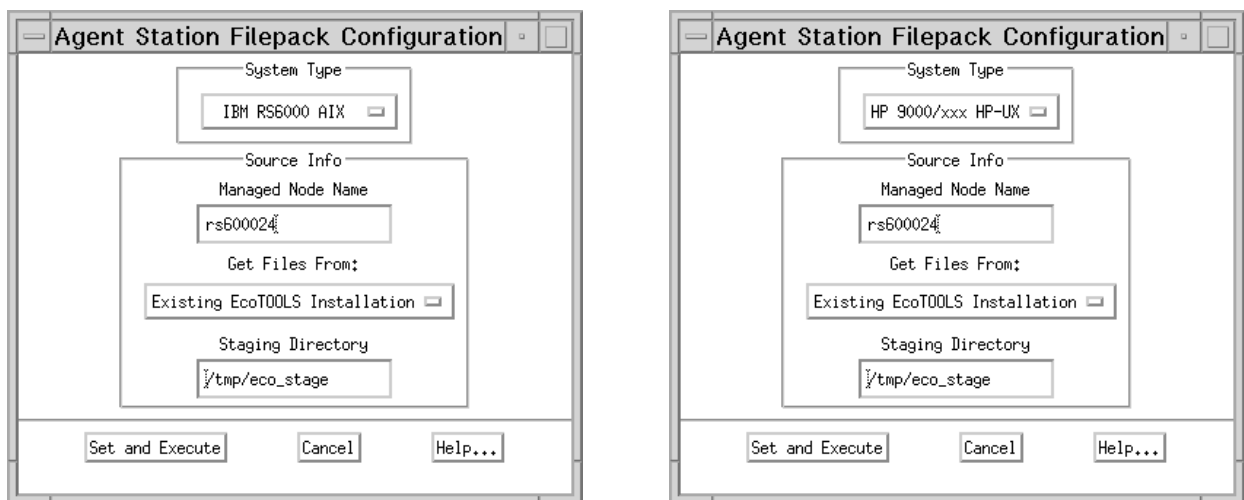 Agent Station Filepack Configuration
System Type
IBM RS6000 AIX
Source Info
Managed Node Name
rs600024
Get Files From:
Existing EcoTOOLS Installation
Staging Directory
/tmp/eco_stage
Set and Execute Cancel Help...
Agent Station Filepack Configuration
System Type
HP 9000/xxx HP-UX
Source Info
Managed Node Name
rs600024
Get Files From:
Existing EcoTOOLS Installation
Staging Directory
/tmp/eco_stage
Set and Execute Cancel Help...